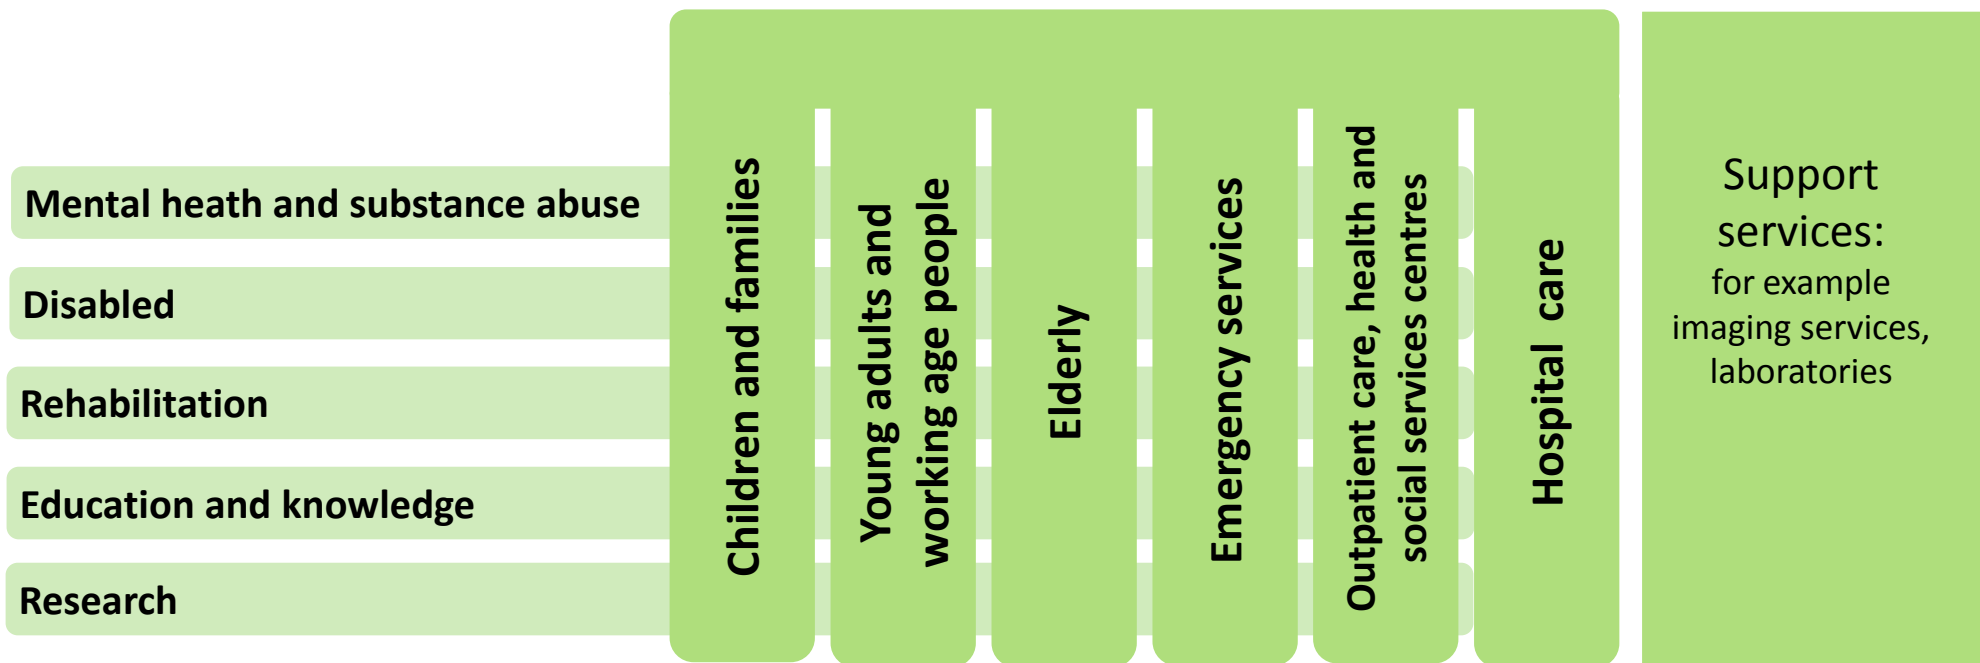 Mental heath and substance abuse
Disabled
Rehabilitation
Education and knowledge
Research
Children and families
Young adults and
working age people
Elderly
Emergency services
Outpatient care, health and
social services centres
Hospital care
Support
services:
for example
imaging services,
laboratories